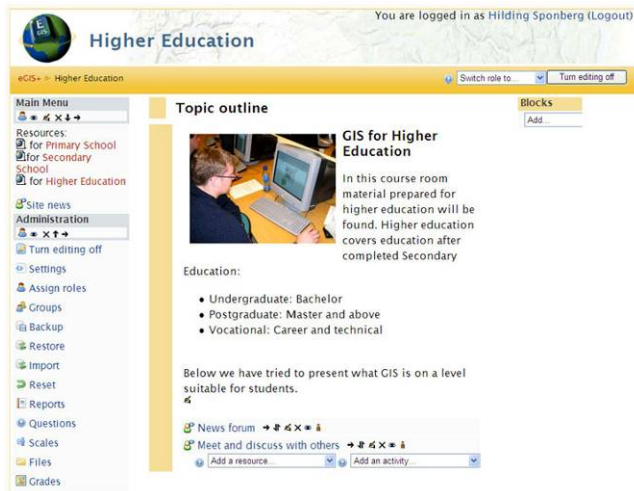 You are logged in as Hilding Sponberg (Logout)
E
GIS
Higher Education
eGIS+ ► Higher Education
Switch role to...
Turn editing off
Main Menu
Resources:
for Primary School
for Secondary
School
for Higher Education
Site news
Administration
Turn editing off
Settings
Assign roles
Groups
Backup
Restore
Import
Reset
Reports
Questions
Scales
Files
Grades
Topic outline
GIS for Higher
Education
In this course room
material prepared for
higher education will be
found. Higher education
covers education after
completed Secondary
Education:
• Undergraduate: Bachelor
• Postgraduate: Master and above
• Vocational: Career and technical
Below we have tried to present what GIS is on a level
suitable for students.
News forum
Meet and discuss with others
Add a resource...
Add an activity...
Blocks
Add...